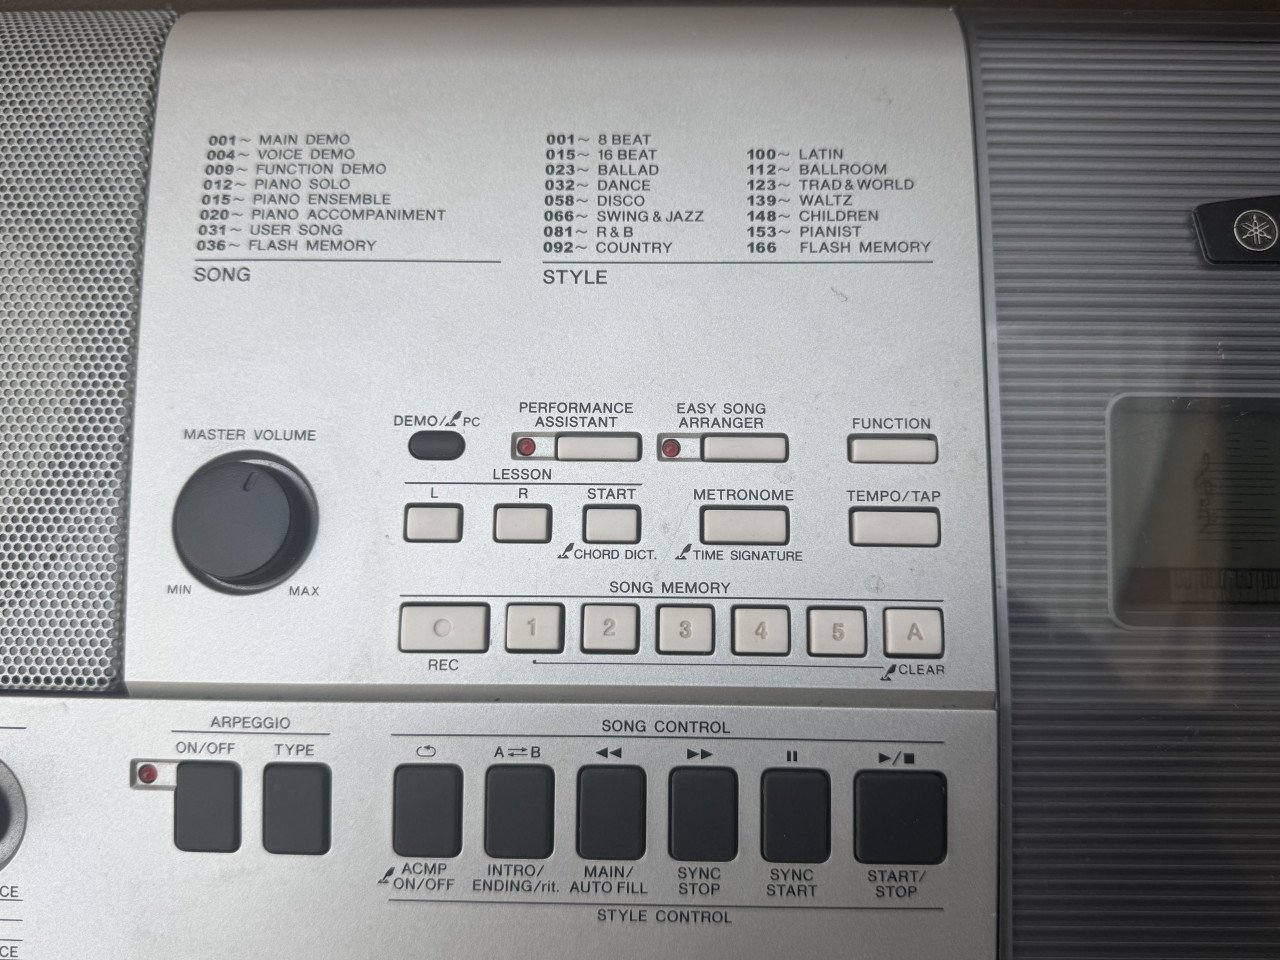 001~ MAIN DEMO
004~ VOICE DEMO
009~ FUNCTION DEMO
012~ PIANO SOLO
015~ PIANO ENSEMBLE
020~ PIANO ACCOMPANIMENT
031~ USER SONG
036~ FLASH MEMORY
SONG
001~ 8 BEAT
015~ 16 BEAT
023~ BALLAD
032~ DANCE
058~ DISCO
066~ SWING & JAZZ
081~ R & B
092~ COUNTRY
100~ LATIN
112~ BALLROOM
123~ TRAD & WORLD
139~ WALTZ
148~ CHILDREN
153~ PIANIST
166 FLASH MEMORY
STYLE
MASTER VOLUME
MIN MAX
DEMO/ PC
PERFORMANCE
ASSISTANT
EASY SONG
ARRANGER
FUNCTION
LESSON
L R START
METRONOME
TEMPO/TAP
CHORD DICT.
TIME SIGNATURE
SONG MEMORY
1 2 3 4 5 A
REC
CLEAR
ARPEGGIO
ON/OFF TYPE
SONG CONTROL
A⇄B ◀◀ ▶▶ ❚❚ ▶/■
ACMP
ON/OFF
INTRO/
ENDING/rit.
MAIN/
AUTO FILL
SYNC
STOP
SYNC
START
START/
STOP
STYLE CONTROL
CE
CE